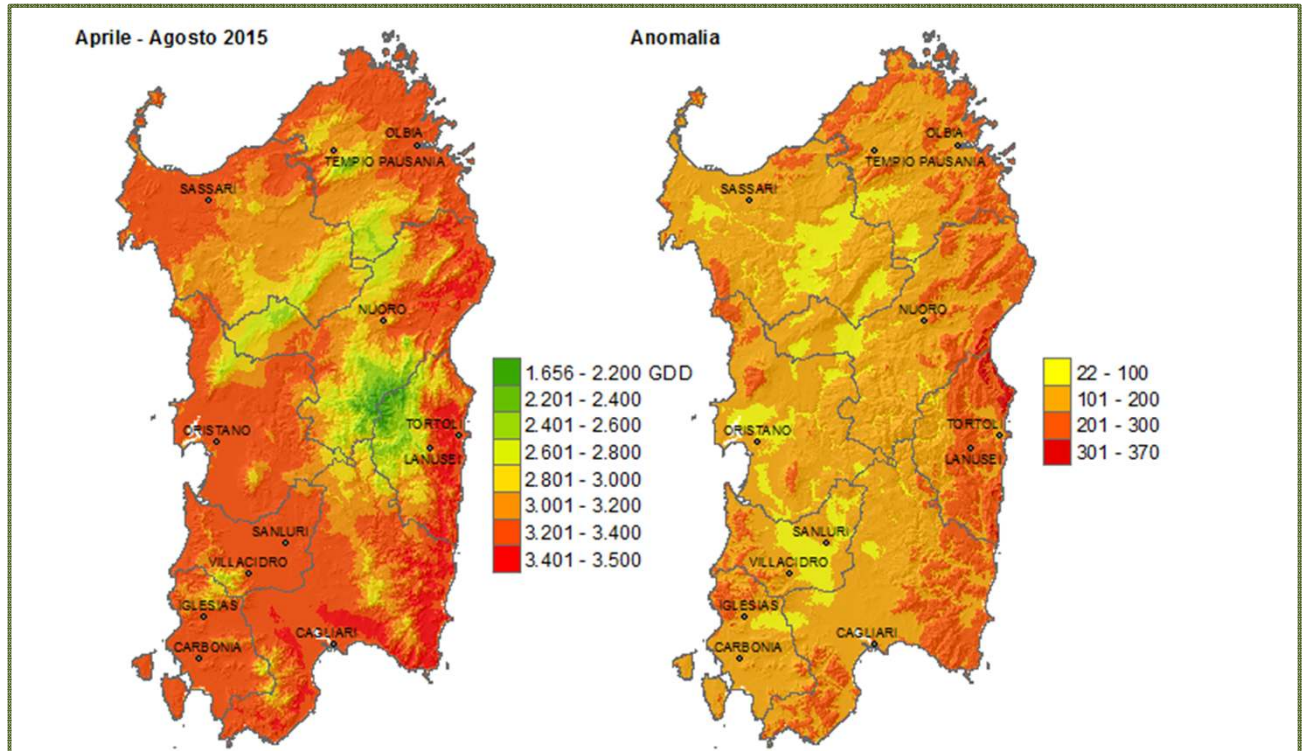 Aprile - Agosto 2015
OLBIA
TEMPIO PAUSANIA
SASSARI
NUORO
ORISTANO
TORTOLI
LANUSEI
SANLURI
VILLACIDRO
IGLESIAS
CAGLIARI
CARBONIA
1.656 - 2.200 GDD
2.201 - 2.400
2.401 - 2.600
2.601 - 2.800
2.801 - 3.000
3.001 - 3.200
3.201 - 3.400
3.401 - 3.500
Anomalia
OLBIA
TEMPIO PAUSANIA
SASSARI
NUORO
ORISTANO
TORTOLI
LANUSEI
SANLURI
VILLACIDRO
IGLESIAS
CAGLIARI
CARBONIA
22 - 100
101 - 200
201 - 300
301 - 370